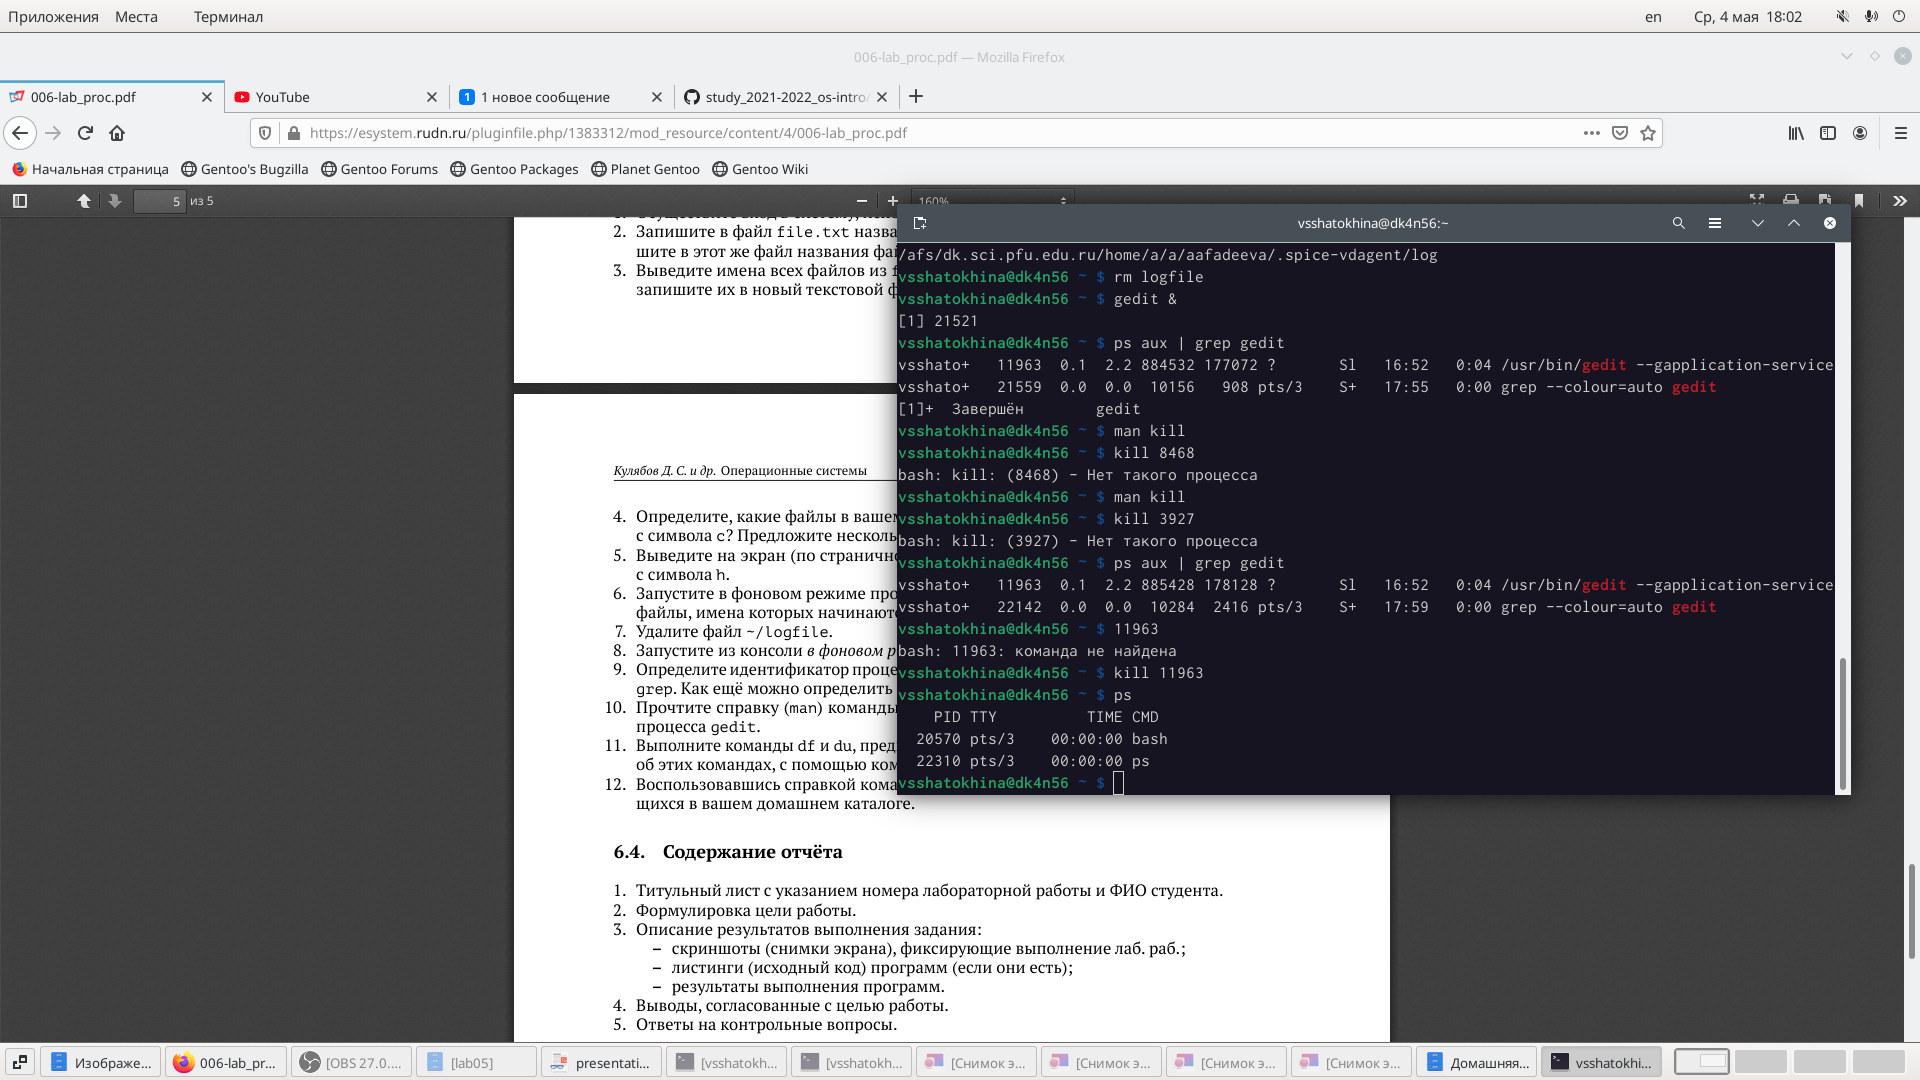 Приложения Места Терминал en Ср, 4 мая 18:02
006-lab_proc.pdf — Mozilla Firefox
006-lab_proc.pdf YouTube 1 1 новое сообщение study_2021-2022_os-intro/
https://esystem.rudn.ru/pluginfile.php/1383312/mod_resource/content/4/006-lab_proc.pdf
Начальная страница Gentoo's Bugzilla Gentoo Forums Gentoo Packages Planet Gentoo Gentoo Wiki
5 из 5 160%
2. Запишите в файл file.txt назва
шите в этот же файл названия фа
3. Выведите имена всех файлов из
запишите их в новый текстовой ф
Кулябов Д. С. и др. Операционные системы
4. Определите, какие файлы в вашем
с символа c? Предложите несколь
5. Выведите на экран (по странично
с символа h.
6. Запустите в фоновом режиме про
файлы, имена которых начинают
7. Удалите файл ~/logfile.
8. Запустите из консоли в фоновом р
9. Определите идентификатор проце
grep. Как ещё можно определить
10. Прочтите справку (man) команды
процесса gedit.
11. Выполните команды df и du, пред
об этих командах, с помощью ком
12. Воспользовавшись справкой кома
щихся в вашем домашнем каталоге.
6.4. Содержание отчёта
1. Титульный лист с указанием номера лабораторной работы и ФИО студента.
2. Формулировка цели работы.
3. Описание результатов выполнения задания:
– скриншоты (снимки экрана), фиксирующие выполнение лаб. раб.;
– листинги (исходный код) программ (если они есть);
– результаты выполнения программ.
4. Выводы, согласованные с целью работы.
5. Ответы на контрольные вопросы.
vsshatokhina@dk4n56:~
/afs/dk.sci.pfu.edu.ru/home/a/a/aafadeeva/.spice-vdagent/log
vsshatokhina@dk4n56 ~ $ rm logfile
vsshatokhina@dk4n56 ~ $ gedit &
[1] 21521
vsshatokhina@dk4n56 ~ $ ps aux | grep gedit
vsshato+ 11963 0.1 2.2 884532 177072 ? Sl 16:52 0:04 /usr/bin/gedit --gapplication-service
vsshato+ 21559 0.0 0.0 10156 908 pts/3 S+ 17:55 0:00 grep --colour=auto gedit
[1]+ Завершён gedit
vsshatokhina@dk4n56 ~ $ man kill
vsshatokhina@dk4n56 ~ $ kill 8468
bash: kill: (8468) - Нет такого процесса
vsshatokhina@dk4n56 ~ $ man kill
vsshatokhina@dk4n56 ~ $ kill 3927
bash: kill: (3927) - Нет такого процесса
vsshatokhina@dk4n56 ~ $ ps aux | grep gedit
vsshato+ 11963 0.1 2.2 885428 178128 ? Sl 16:52 0:04 /usr/bin/gedit --gapplication-service
vsshato+ 22142 0.0 0.0 10284 2416 pts/3 S+ 17:59 0:00 grep --colour=auto gedit
vsshatokhina@dk4n56 ~ $ 11963
bash: 11963: команда не найдена
vsshatokhina@dk4n56 ~ $ kill 11963
vsshatokhina@dk4n56 ~ $ ps
PID TTY TIME CMD
20570 pts/3 00:00:00 bash
22310 pts/3 00:00:00 ps
vsshatokhina@dk4n56 ~ $
Изображе... 006-lab_pr... [OBS 27.0.... [lab05] presentati... [vsshatokh... [vsshatokh... [Снимок э... [Снимок э... [Снимок э... [Снимок э... Домашняя... vsshatokhi...